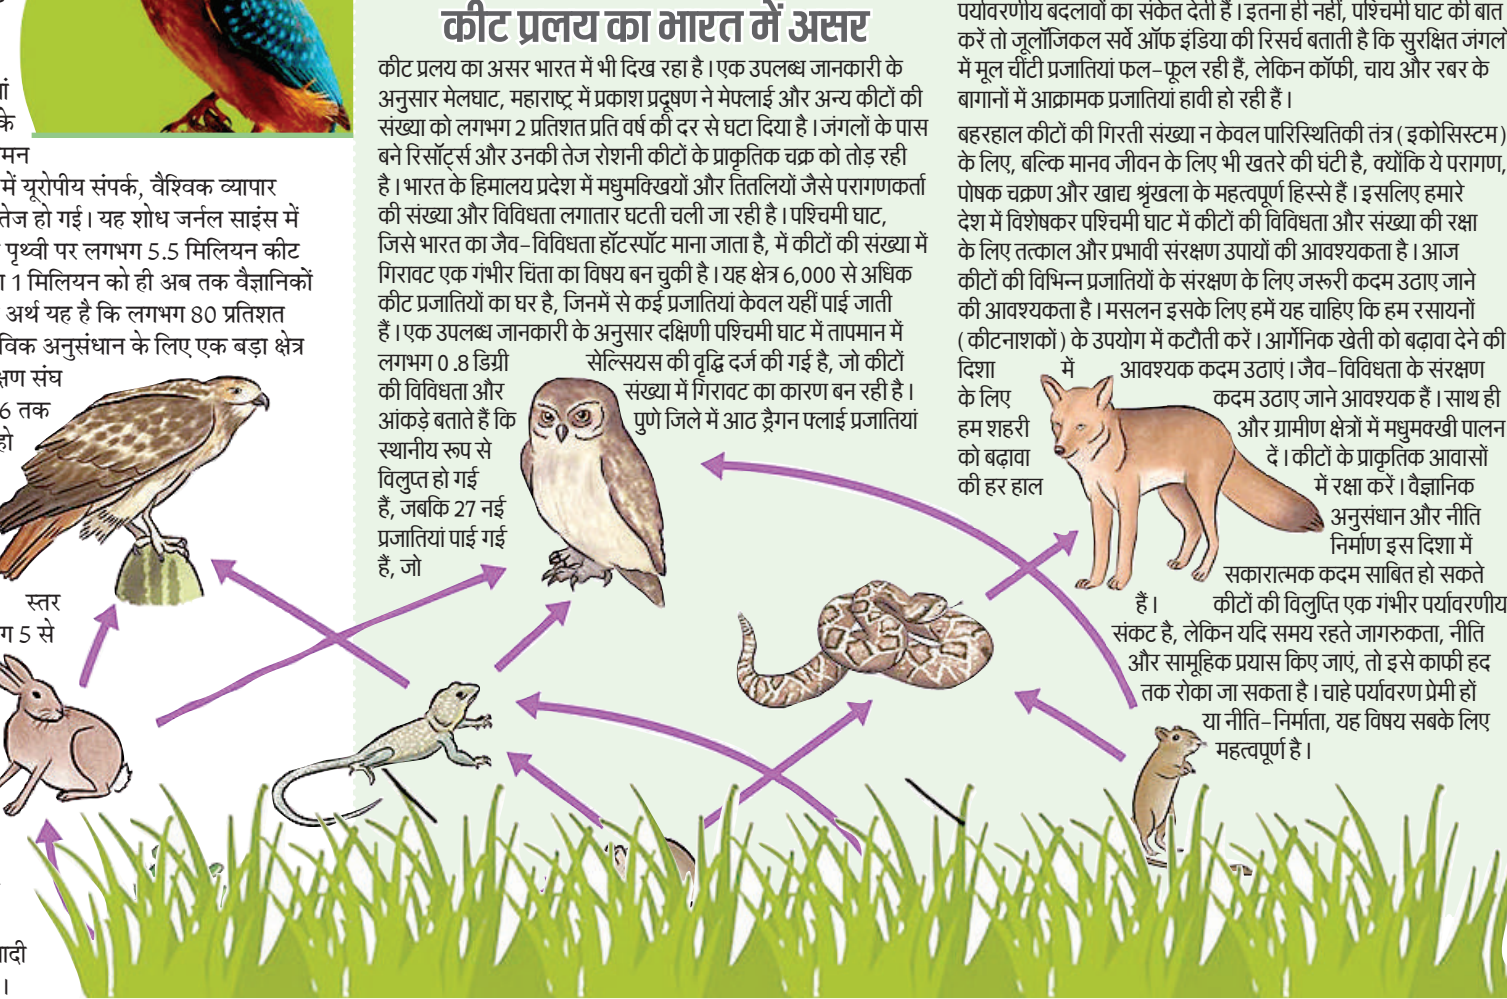 के
मन
में यूरोपीय संपर्क, वैश्विक व्यापार
तेज हो गई। यह शोध जर्नल साइंस में
पृथ्वी पर लगभग 5.5 मिलियन कीट
1 मिलियन को ही अब तक वैज्ञानिकों
अर्थ यह है कि लगभग 80 प्रतिशत
विक अनुसंधान के लिए एक बड़ा क्षेत्र
क्षण संघ
6 तक
हो
स्तर
ग 5 से
ादी
।
कीट प्रलय का भारत में असर
कीट प्रलय का असर भारत में भी दिख रहा है। एक उपलब्ध जानकारी के
अनुसार मेलघाट, महाराष्ट्र में प्रकाश प्रदूषण ने मेफ्लाई और अन्य कीटों की
संख्या को लगभग 2 प्रतिशत प्रति वर्ष की दर से घटा दिया है। जंगलों के पास
बने रिसॉर्ट्स और उनकी तेज रोशनी कीटों के प्राकृतिक चक्र को तोड़ रही
है। भारत के हिमालय प्रदेश में मधुमक्खियों और तितलियों जैसे परागणकर्ता
की संख्या और विविधता लगातार घटती चली जा रही है। पश्चिमी घाट,
जिसे भारत का जैव-विविधता हॉटस्पॉट माना जाता है, में कीटों की संख्या में
गिरावट एक गंभीर चिंता का विषय बन चुकी है। यह क्षेत्र 6,000 से अधिक
कीट प्रजातियों का घर है, जिनमें से कई प्रजातियां केवल यहीं पाई जाती
हैं। एक उपलब्ध जानकारी के अनुसार दक्षिणी पश्चिमी घाट में तापमान में
लगभग 0.8 डिग्री सेल्सियस की वृद्धि दर्ज की गई है, जो कीटों
की विविधता और संख्या में गिरावट का कारण बन रही है।
आंकड़े बताते हैं कि पुणे जिले में आठ ड्रैगन फ्लाई प्रजातियां
स्थानीय रूप से
विलुप्त हो गई
हैं, जबकि 27 नई
प्रजातियां पाई गई
हैं, जो
पर्यावरणीय बदलावों का संकेत देती हैं। इतना ही नहीं, पश्चिमी घाट की बात
करें तो जूलॉजिकल सर्वे ऑफ इंडिया की रिसर्च बताती है कि सुरक्षित जंगलों
में मूल चींटी प्रजातियां फल-फूल रही हैं, लेकिन कॉफी, चाय और रबर के
बागानों में आक्रामक प्रजातियां हावी हो रही हैं।
बहरहाल कीटों की गिरती संख्या न केवल पारिस्थितिकी तंत्र (इकोसिस्टम)
के लिए, बल्कि मानव जीवन के लिए भी खतरे की घंटी है, क्योंकि ये परागण,
पोषक चक्रण और खाद्य श्रृंखला के महत्वपूर्ण हिस्से हैं। इसलिए हमारे
देश में विशेषकर पश्चिमी घाट में कीटों की विविधता और संख्या की रक्षा
के लिए तत्काल और प्रभावी संरक्षण उपायों की आवश्यकता है। आज
कीटों की विभिन्न प्रजातियों के संरक्षण के लिए जरूरी कदम उठाए जाने
की आवश्यकता है। मसलन इसके लिए हमें यह चाहिए कि हम रसायनों
(कीटनाशकों) के उपयोग में कटौती करें। आर्गेनिक खेती को बढ़ावा देने की
दिशा में आवश्यक कदम उठाएं। जैव-विविधता के संरक्षण
के लिए कदम उठाए जाने आवश्यक हैं। साथ ही
हम शहरी और ग्रामीण क्षेत्रों में मधुमक्खी पालन
को बढ़ावा दें। कीटों के प्राकृतिक आवासों
की हर हाल में रक्षा करें। वैज्ञानिक
अनुसंधान और नीति
निर्माण इस दिशा में
सकारात्मक कदम साबित हो सकते
हैं। कीटों की विलुप्ति एक गंभीर पर्यावरणीय
संकट है, लेकिन यदि समय रहते जागरुकता, नीति
और सामूहिक प्रयास किए जाएं, तो इसे काफी हद
तक रोका जा सकता है। चाहे पर्यावरण प्रेमी हों
या नीति-निर्माता, यह विषय सबके लिए
महत्वपूर्ण है।